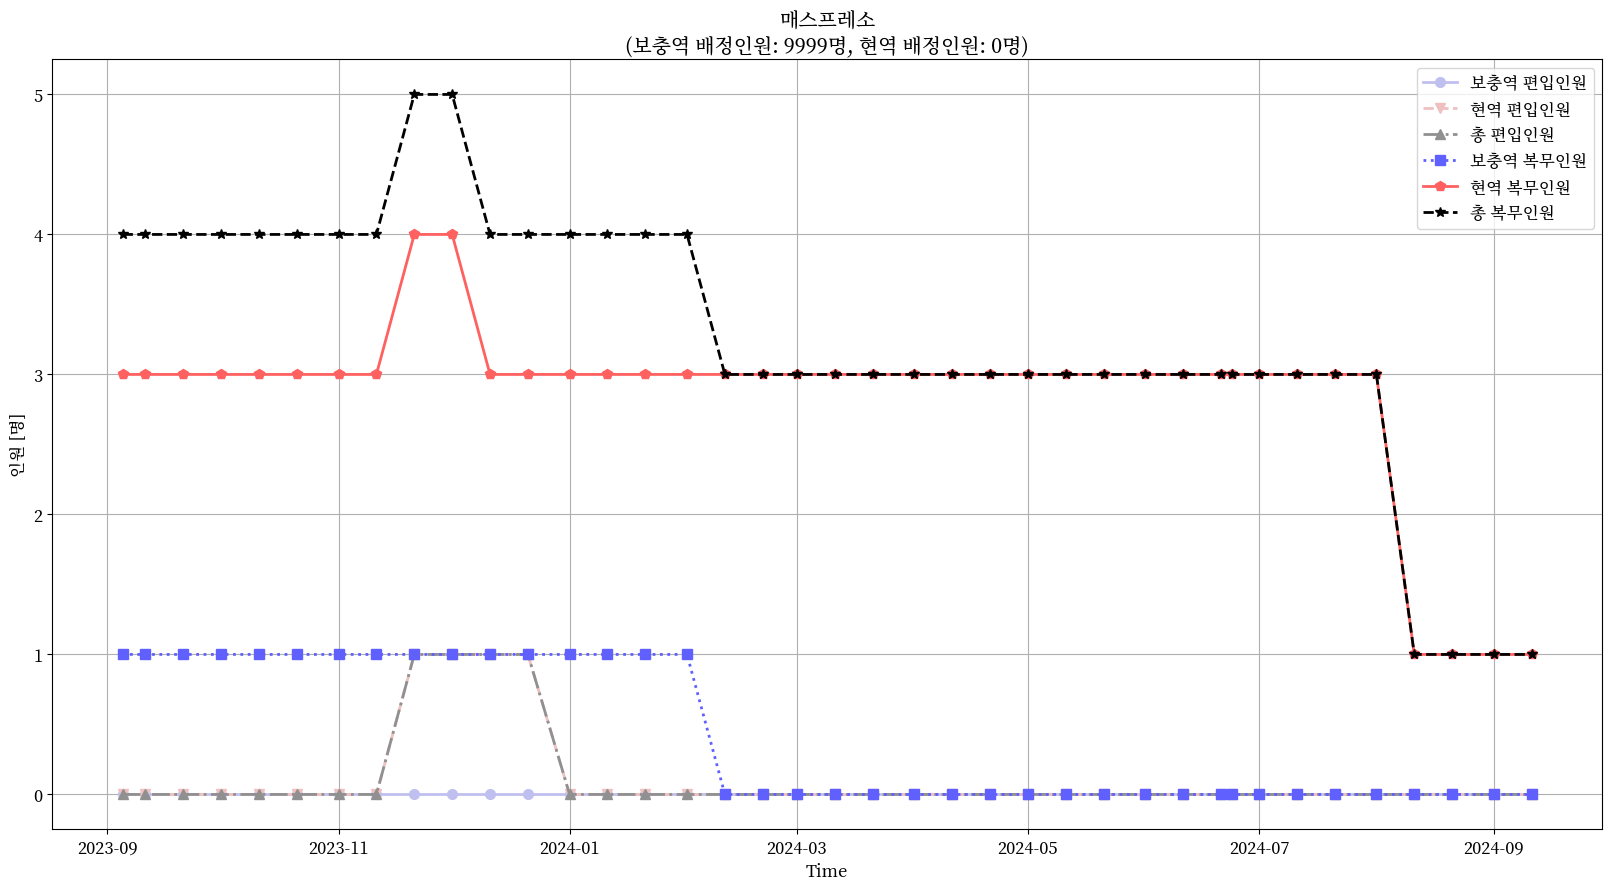 매스프레소
(보충역 배정인원: 9999명, 현역 배정인원: 0명)
보충역 편입인원
현역 편입인원
총 편입인원
보충역 복무인원
현역 복무인원
총 복무인원
인원 [명]
5
4
3
2
1
0
2023-09
2023-11
2024-01
2024-03
2024-05
2024-07
2024-09
Time